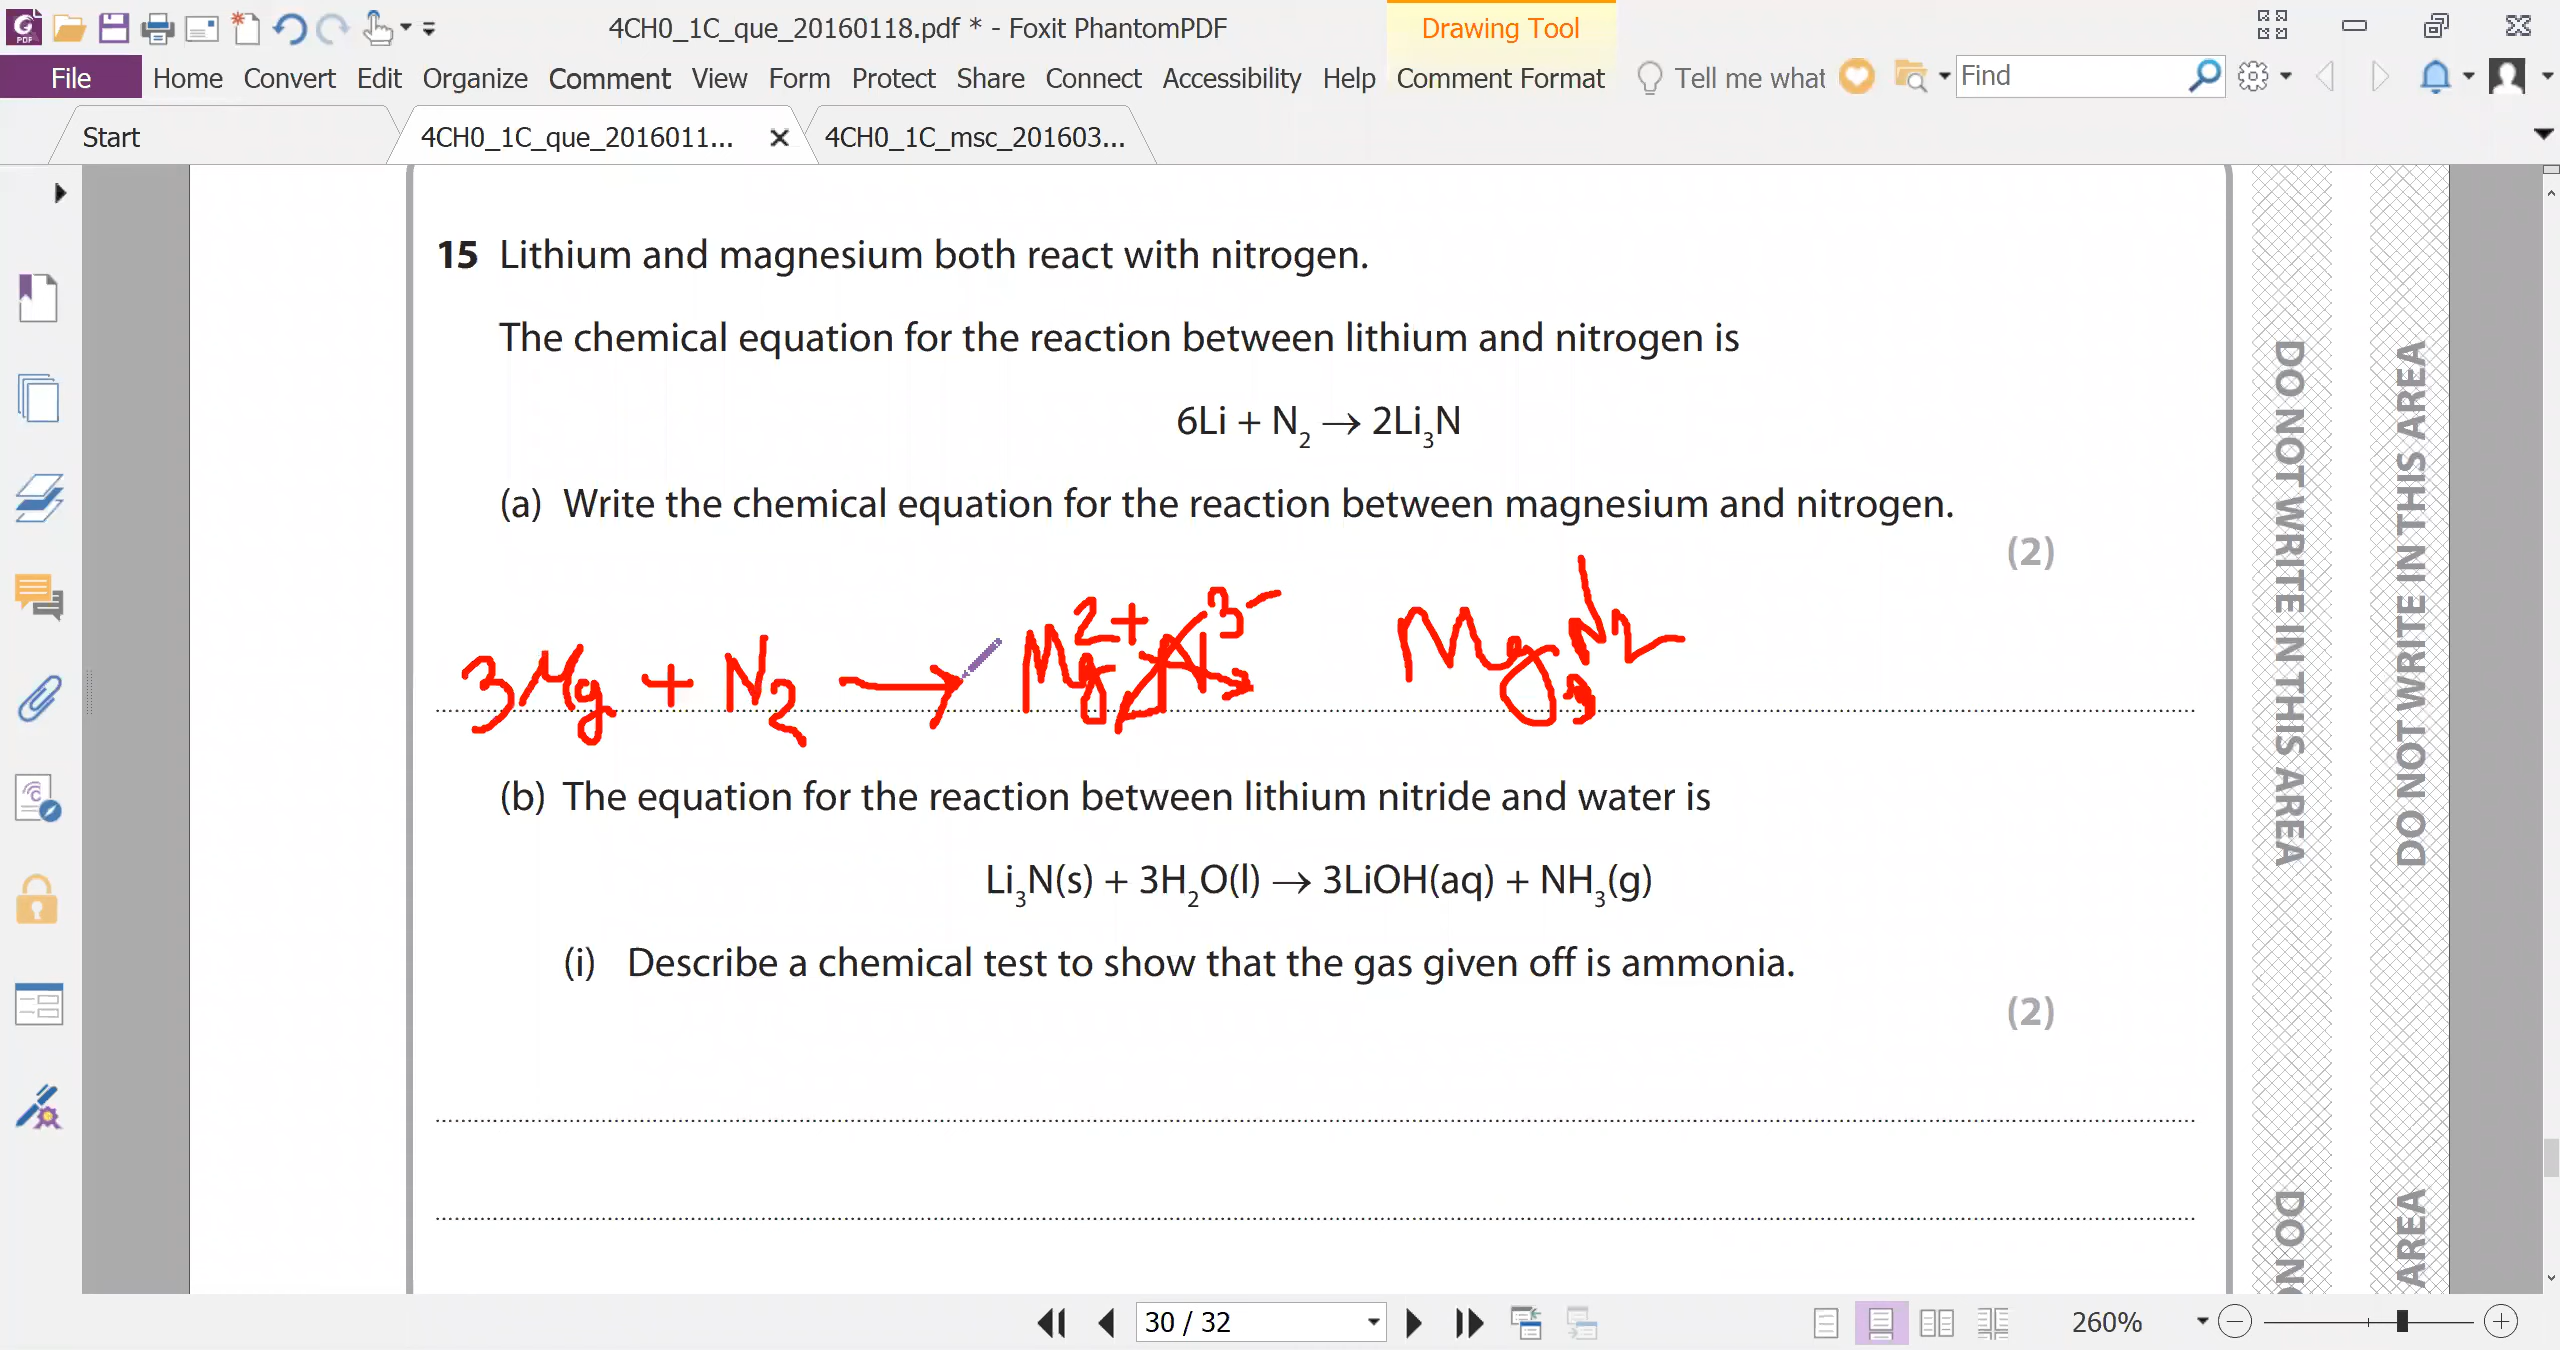 4CH0_1C_que_20160118.pdf * - Foxit PhantomPDF
Drawing Tool
File Home Convert Edit Organize Comment View Form Protect Share Connect Accessibility Help Comment Format Tell me what Find
Start 4CH0_1C_que_2016011... 4CH0_1C_msc_201603...
15 Lithium and magnesium both react with nitrogen.
The chemical equation for the reaction between lithium and nitrogen is
6Li + N₂ → 2Li₃N
(a) Write the chemical equation for the reaction between magnesium and nitrogen.
(2)
3Mg + N₂ → Mg²⁺ N³⁻ Mg₃N₂
(b) The equation for the reaction between lithium nitride and water is
Li₃N(s) + 3H₂O(l) → 3LiOH(aq) + NH₃(g)
(i) Describe a chemical test to show that the gas given off is ammonia.
(2)
DO NOT WRITE IN THIS AREA
DO NOT WRITE IN THIS AREA
DO N
AREA
30 / 32
260%